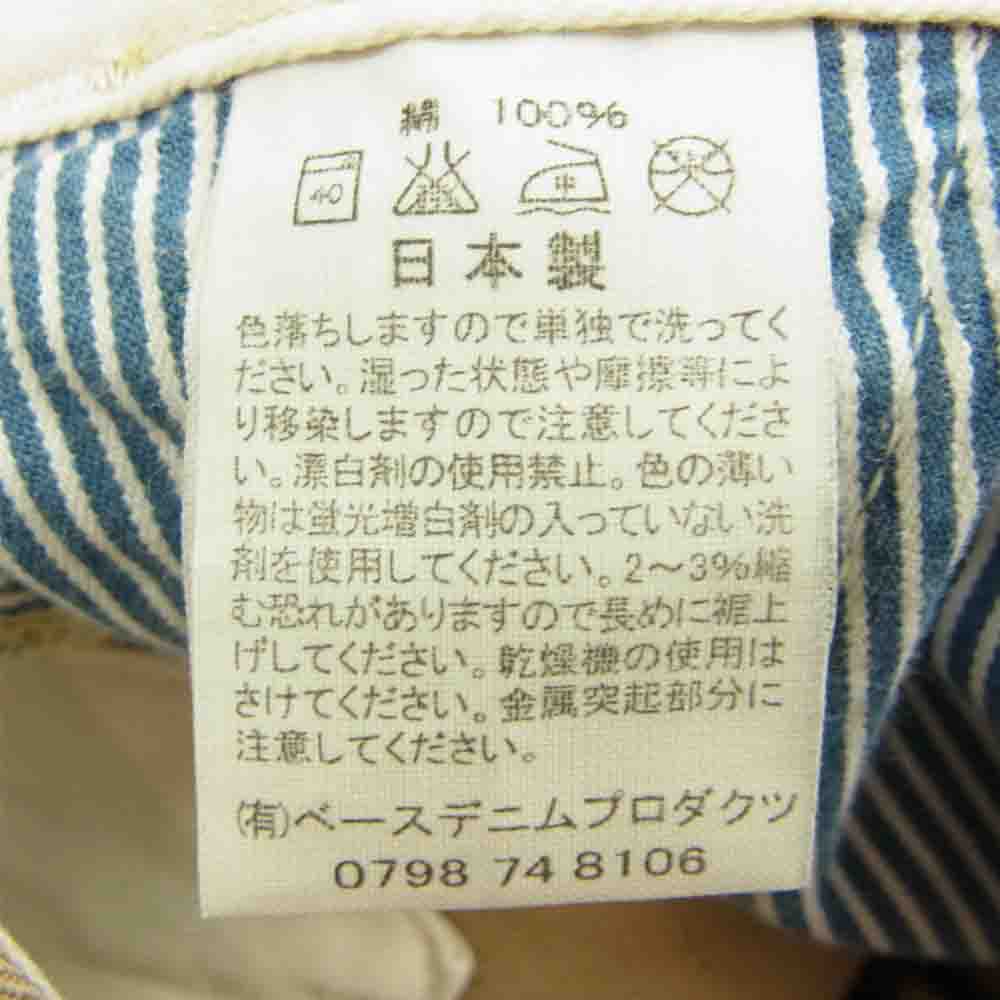 綿 100%
40 中
日本製
色落ちしますので単独で洗ってく
ださい。湿った状態や摩擦等によ
り移染しますので注意してくださ
い。漂白剤の使用禁止。色の薄い
物は蛍光増白剤の入っていない洗
剤を使用してください。2～3%縮
む恐れがありますので長めに裾上
げしてください。乾燥機の使用は
さけてください。金属突起部分に
注意してください。
(有)ベースデニムプロダクツ
0798 74 8106